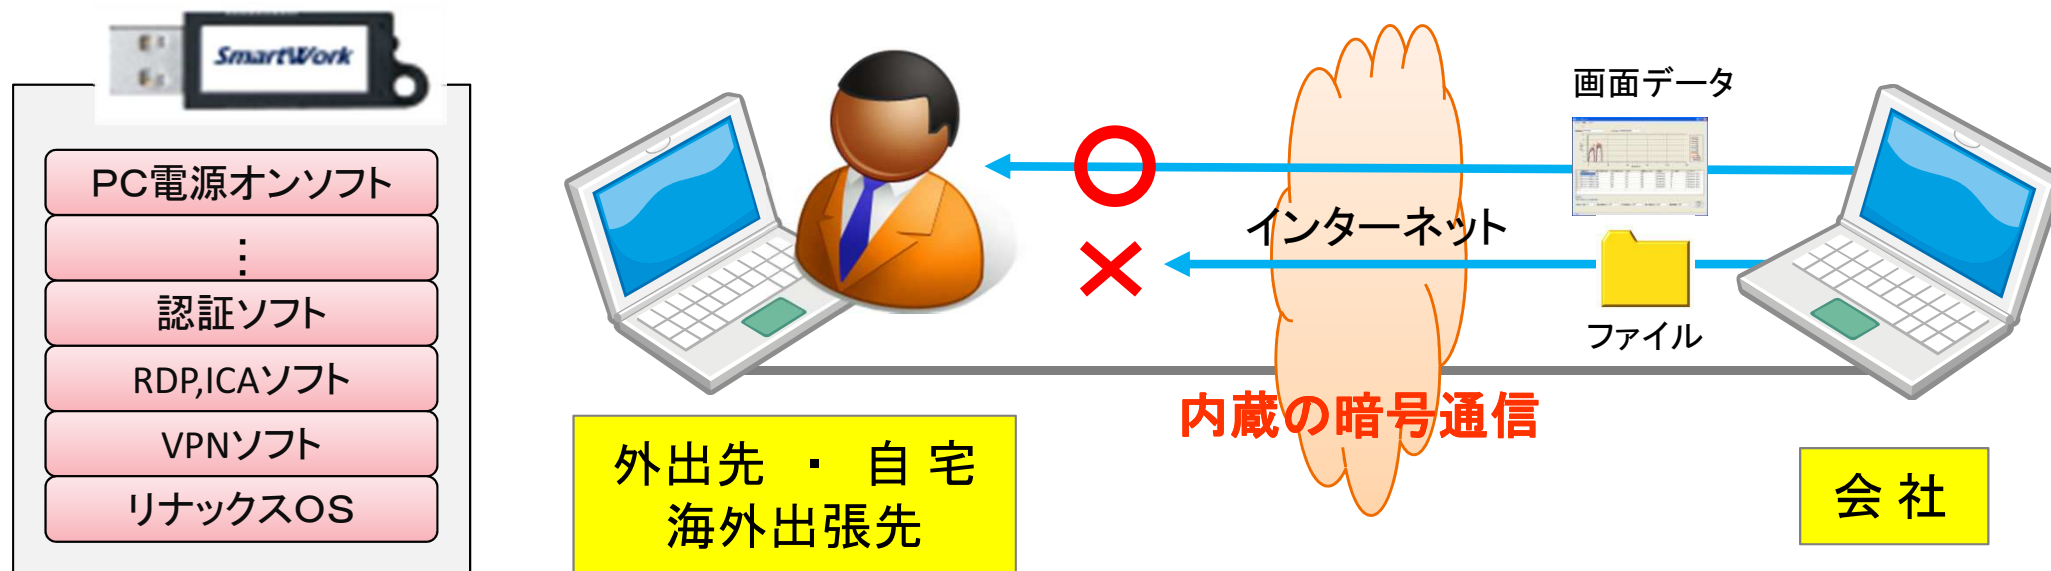 SmartWork
PC電源オンソフト
：
認証ソフト
RDP,ICAソフト
VPNソフト
リナックスOS
画面データ
インターネット
ファイル
内蔵の暗号通信
外出先 ・ 自宅
海外出張先
会社